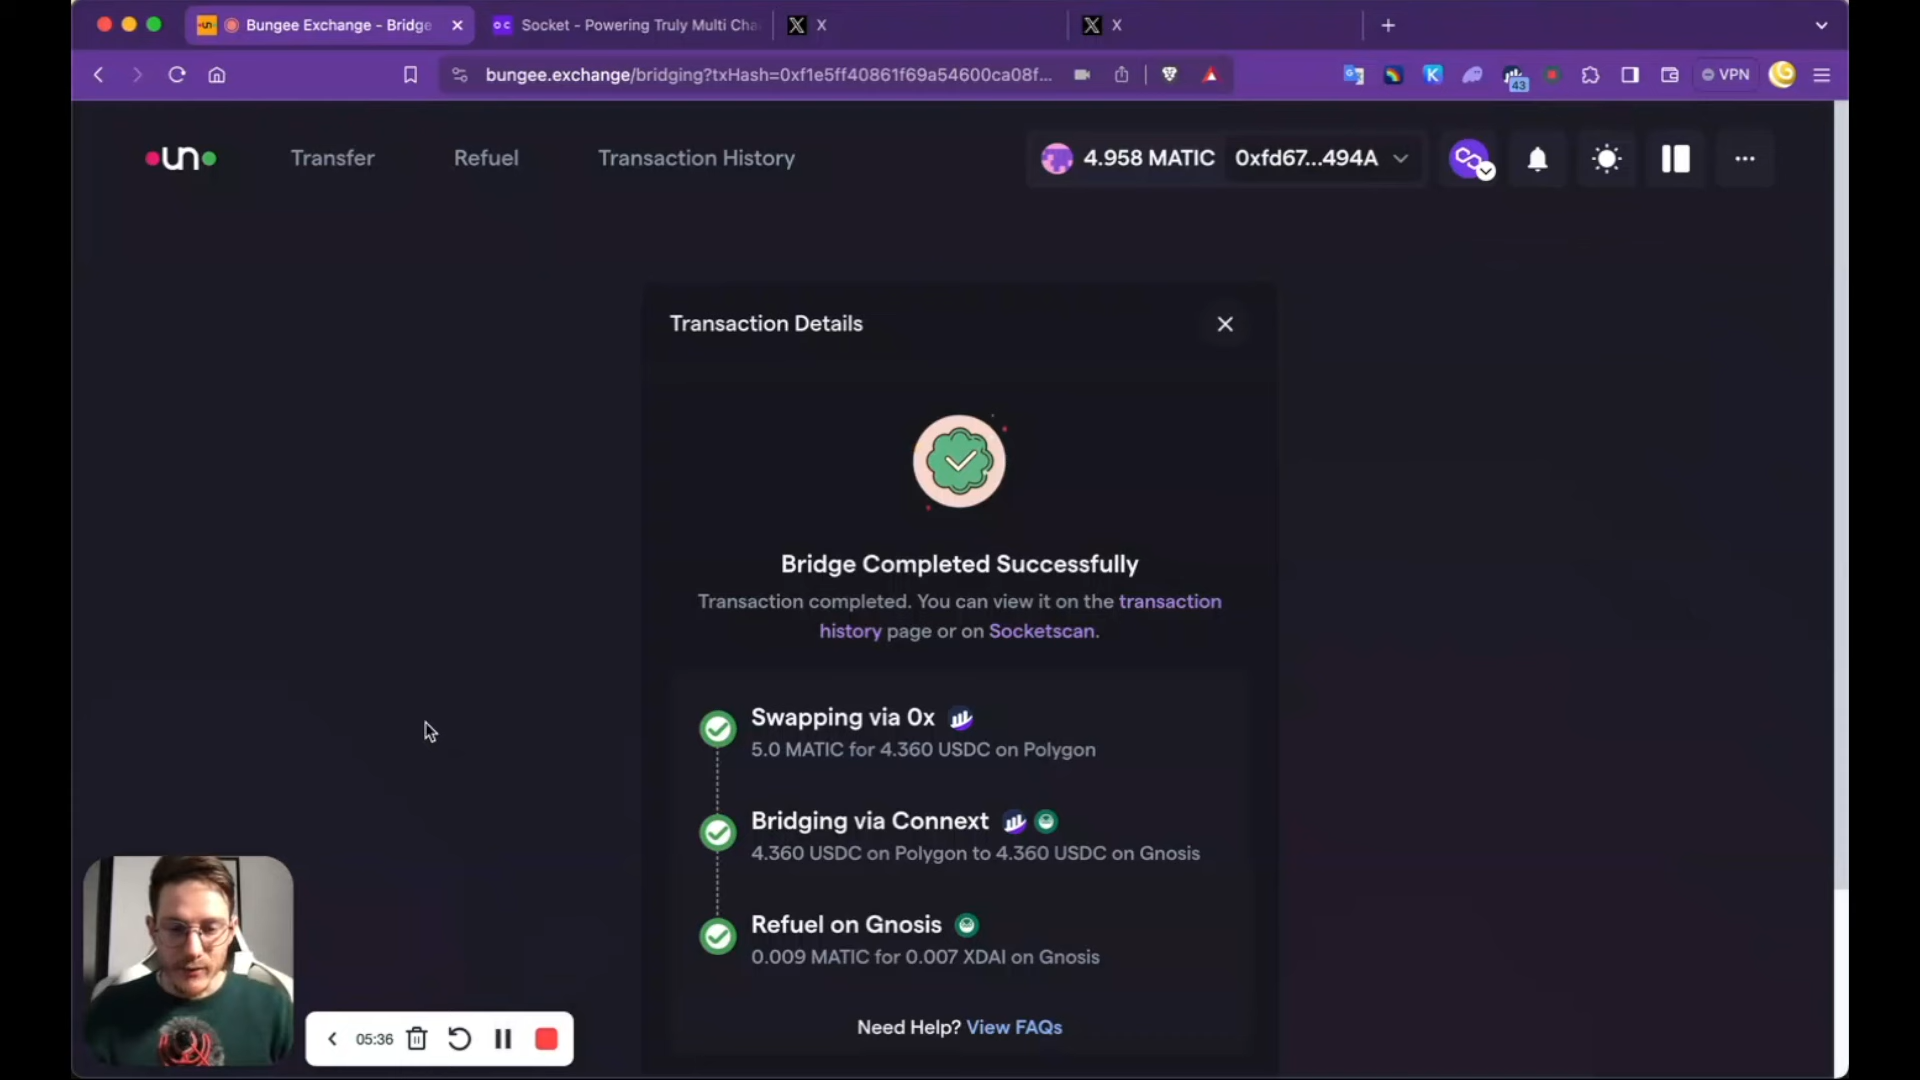 Bungee Exchange - Bridge
Socket - Powering Truly Multi Cha
X
X
bungee.exchange/bridging?txHash=0xf1e5ff40861f69a54600ca08f...
43
VPN
un
Transfer
Refuel
Transaction History
4.958 MATIC
0xfd67...494A
Transaction Details
Bridge Completed Successfully
Transaction completed. You can view it on the transaction
history page or on Socketscan.
Swapping via 0x
5.0 MATIC for 4.360 USDC on Polygon
Bridging via Connext
4.360 USDC on Polygon to 4.360 USDC on Gnosis
Refuel on Gnosis
0.009 MATIC for 0.007 XDAI on Gnosis
Need Help? View FAQs
05:36